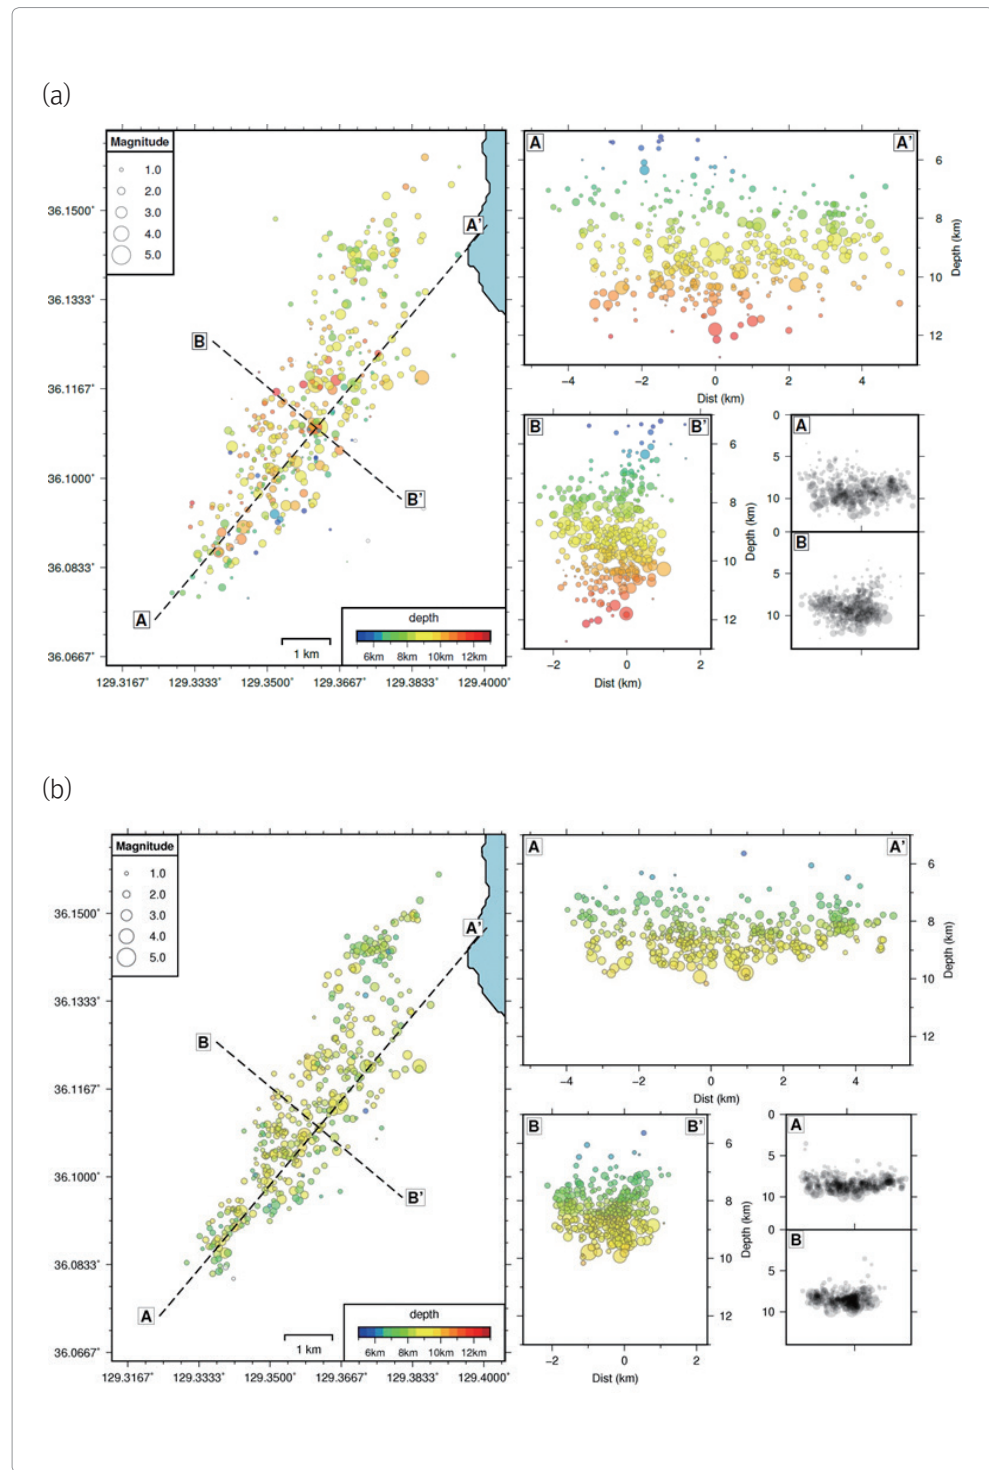 (a)
Magnitude
1.0
2.0
3.0
4.0
5.0
36.1500°
36.1333°
36.1167°
36.1000°
36.0833°
36.0667°
A'
B
B'
A
1 km
depth
6km 8km 10km 12km
129.3167° 129.3333° 129.3500° 129.3667° 129.3833° 129.4000°
A A'
6
8
10
12
Depth (km)
−4 −2 0 2 4
Dist (km)
B B'
6
8
10
12
Depth (km)
−2 0 2
Dist (km)
0
A
5
10
0
B
5
10
(b)
Magnitude
1.0
2.0
3.0
4.0
5.0
36.1500°
36.1333°
36.1167°
36.1000°
36.0833°
36.0667°
A'
B
B'
A
1 km
depth
6km 8km 10km 12km
129.3167° 129.3333° 129.3500° 129.3667° 129.3833° 129.4000°
A A'
6
8
10
12
Depth (km)
−4 −2 0 2 4
Dist (km)
B B'
6
8
10
12
Depth (km)
−2 0 2
Dist (km)
0
A
5
10
0
B
5
10